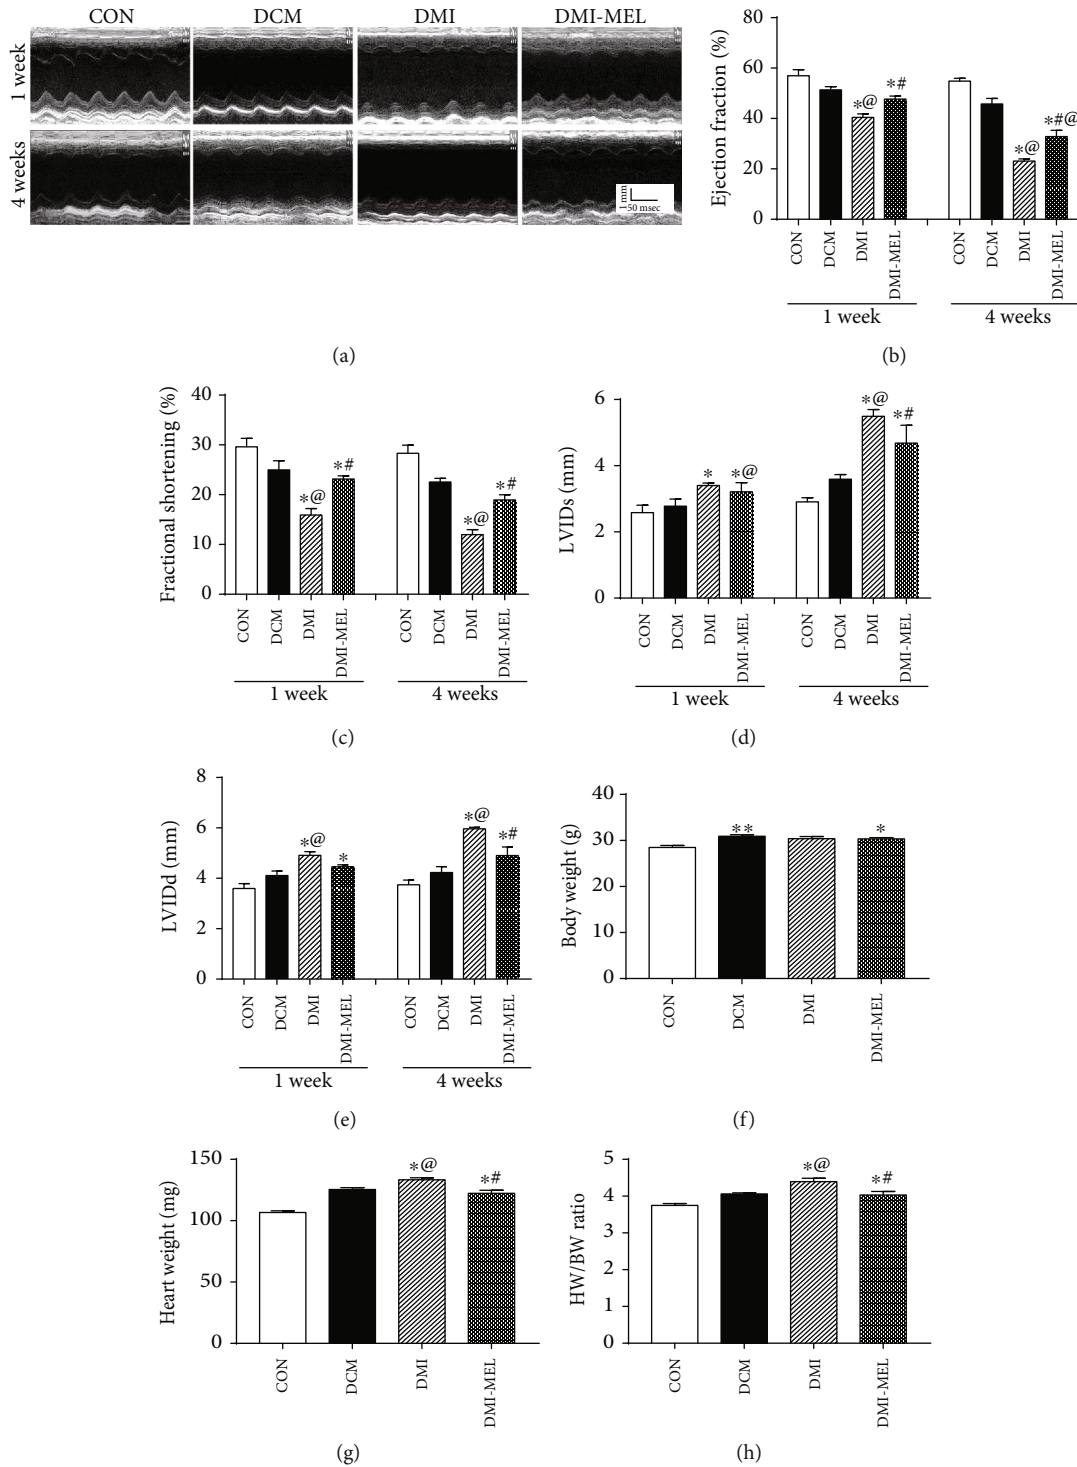 CON DCM DMI DMI-MEL
1 week
4 weeks
1 mm
50 msec
(a)
Ejection fraction (%)
80
60
40
20
0
*@
*#
*@
*#@
CON DCM DMI DMI-MEL CON DCM DMI DMI-MEL
1 week 4 weeks
(b)
Fractional shortening (%)
40
30
20
10
0
*@
*#
*@
*#
CON DCM DMI DMI-MEL CON DCM DMI DMI-MEL
1 week 4 weeks
(c)
LVIDs (mm)
6
4
2
0
*
*@
*@
*#
CON DCM DMI DMI-MEL CON DCM DMI DMI-MEL
1 week 4 weeks
(d)
LVIDd (mm)
8
6
4
2
0
*@
*
*@
*#
CON DCM DMI DMI-MEL CON DCM DMI DMI-MEL
1 week 4 weeks
(e)
Body weight (g)
40
30
20
10
0
**
*
CON DCM DMI DMI-MEL
(f)
Heart weight (mg)
150
100
50
0
*@
*#
CON DCM DMI DMI-MEL
(g)
HW/BW ratio
5
4
3
2
1
0
*@
*#
CON DCM DMI DMI-MEL
(h)